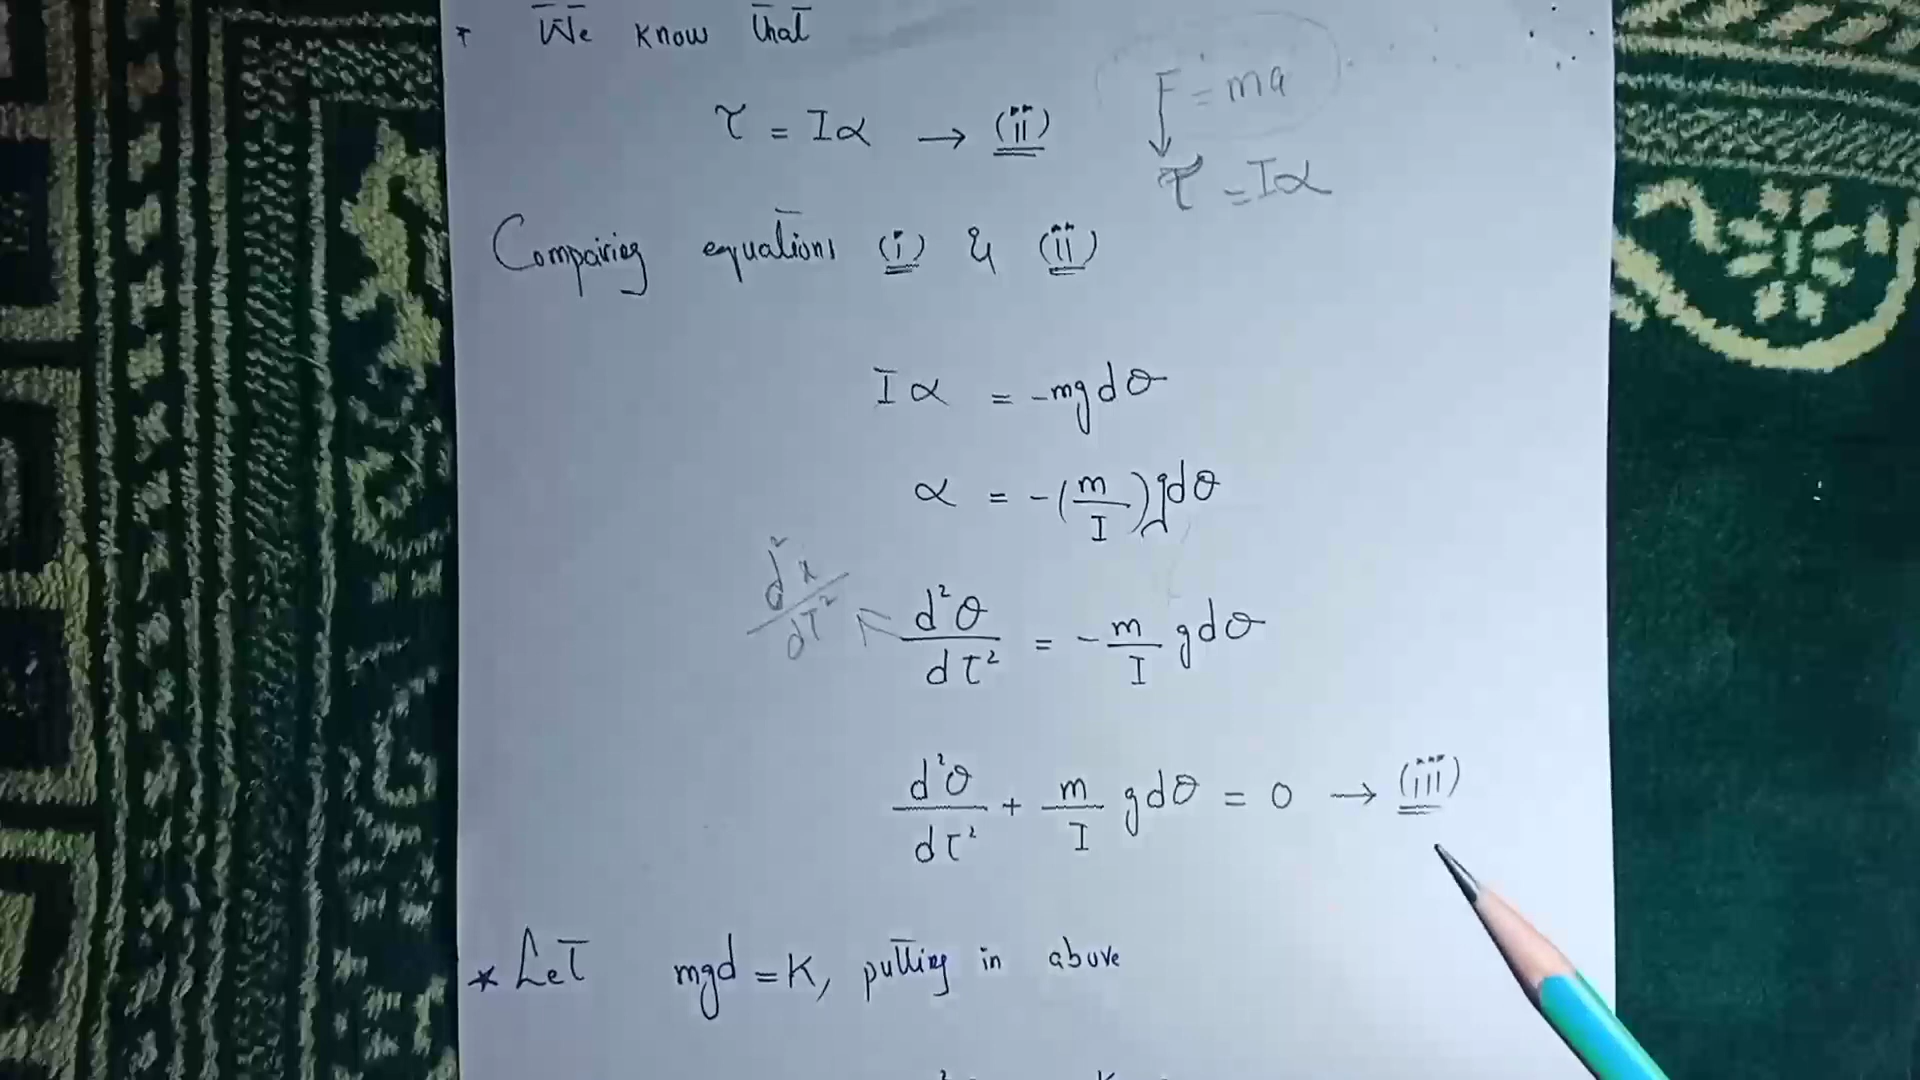 * We know that
τ = Iα → (ii)
F = ma
τ = Iα
Comparing equations (i) & (ii)
Iα = -mgdθ
α = -(m/I)gdθ
d²x/dt²
d²θ/dt² = -m/I gdθ
d²θ/dt² + m/I gdθ = 0 → (iii)
* Let mgd = K, putting in above